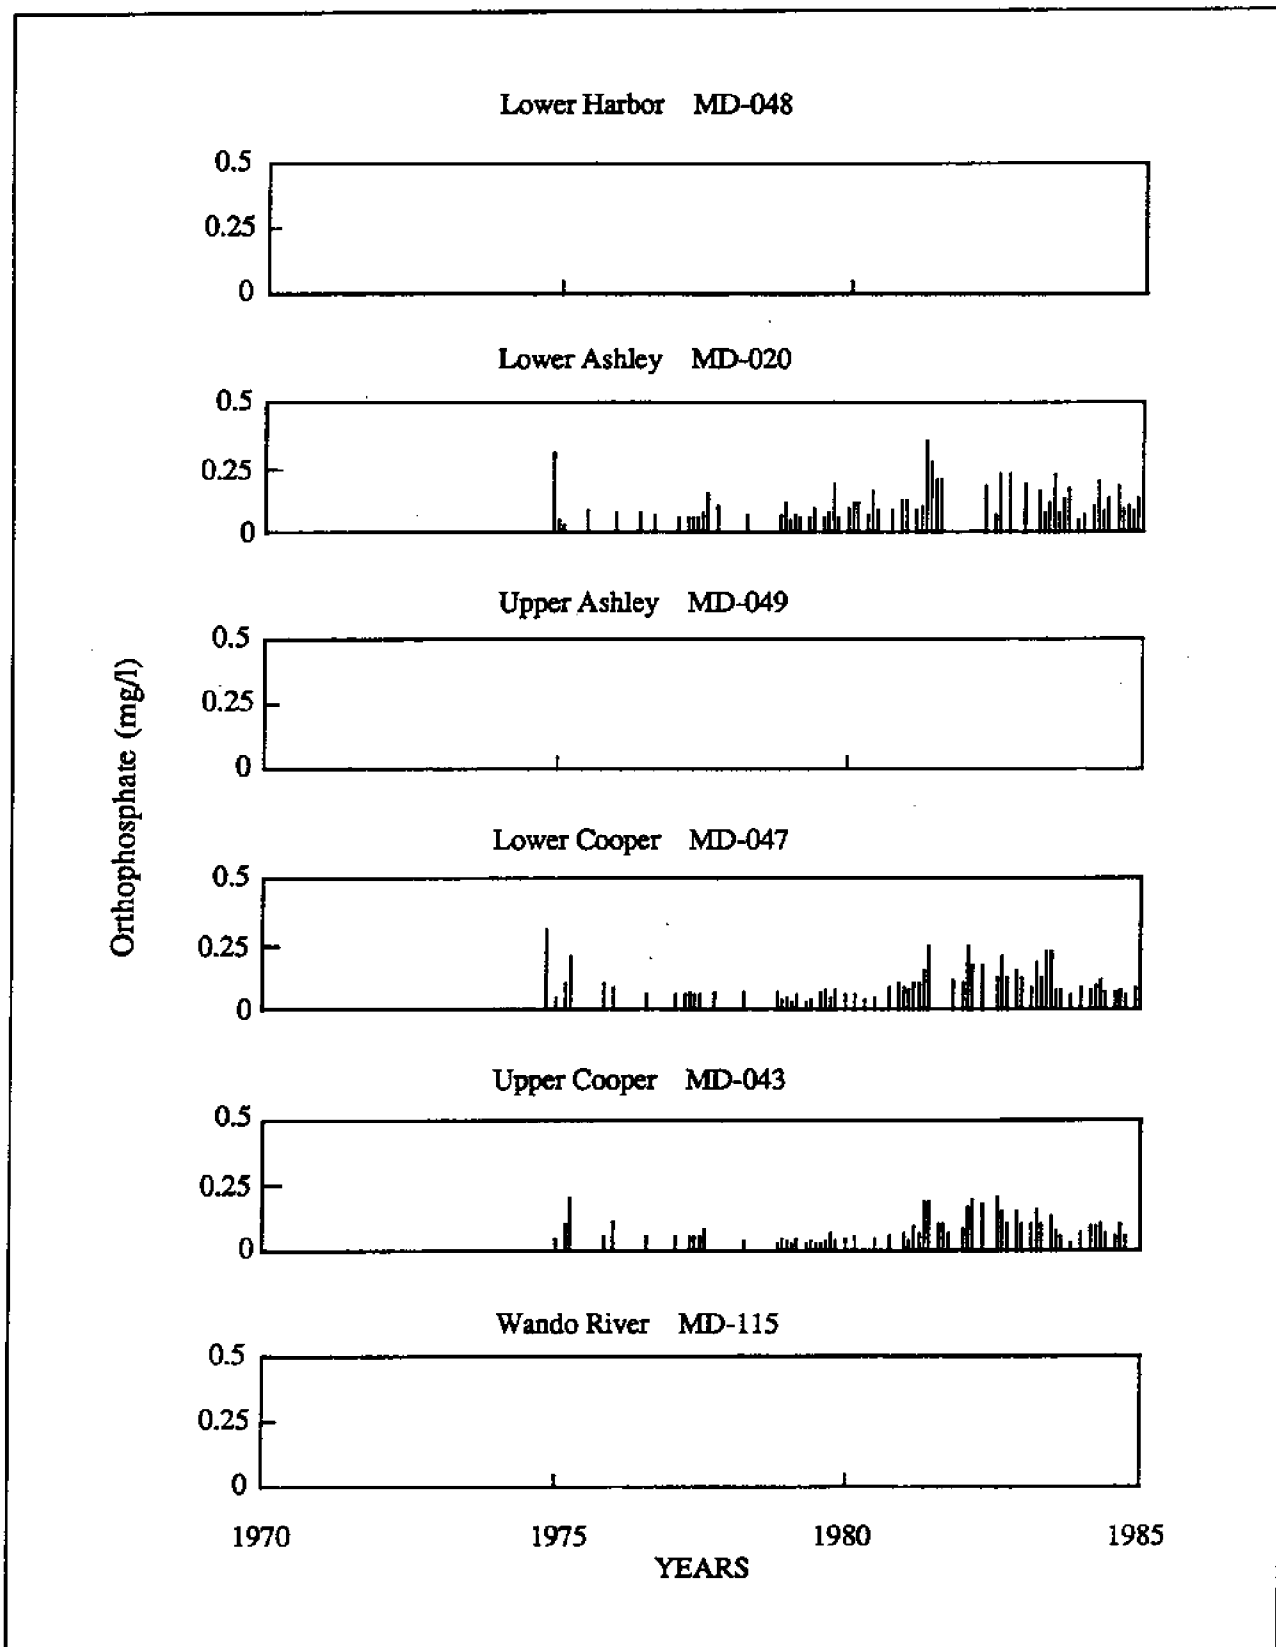 Lower Harbor MD-048
0.5
0.25
0
Lower Ashley MD-020
0.5
0.25
0
Upper Ashley MD-049
0.5
0.25
0
Orthophosphate (mg/l)
Lower Cooper MD-047
0.5
0.25
0
Upper Cooper MD-043
0.5
0.25
0
Wando River MD-115
0.5
0.25
0
1970 1975 1980 1985
YEARS